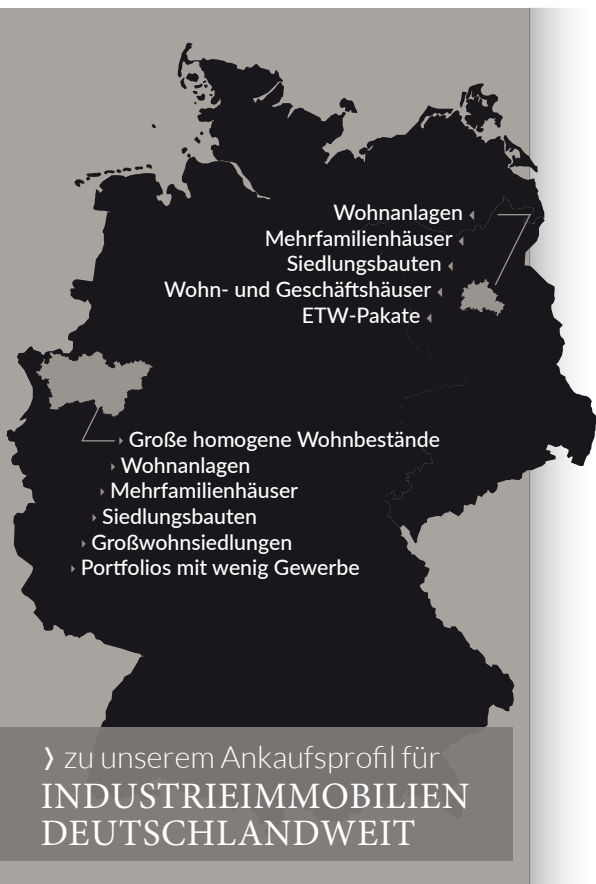 Wohnanlagen
Mehrfamilienhäuser
Siedlungsbauten
Wohn- und Geschäftshäuser
ETW-Pakate
Große homogene Wohnbestände
Wohnanlagen
Mehrfamilienhäuser
Siedlungsbauten
Großwohnsiedlungen
Portfolios mit wenig Gewerbe
❭ zu unserem Ankaufsprofil für
INDUSTRIEIMMOBILIEN
DEUTSCHLANDWEIT